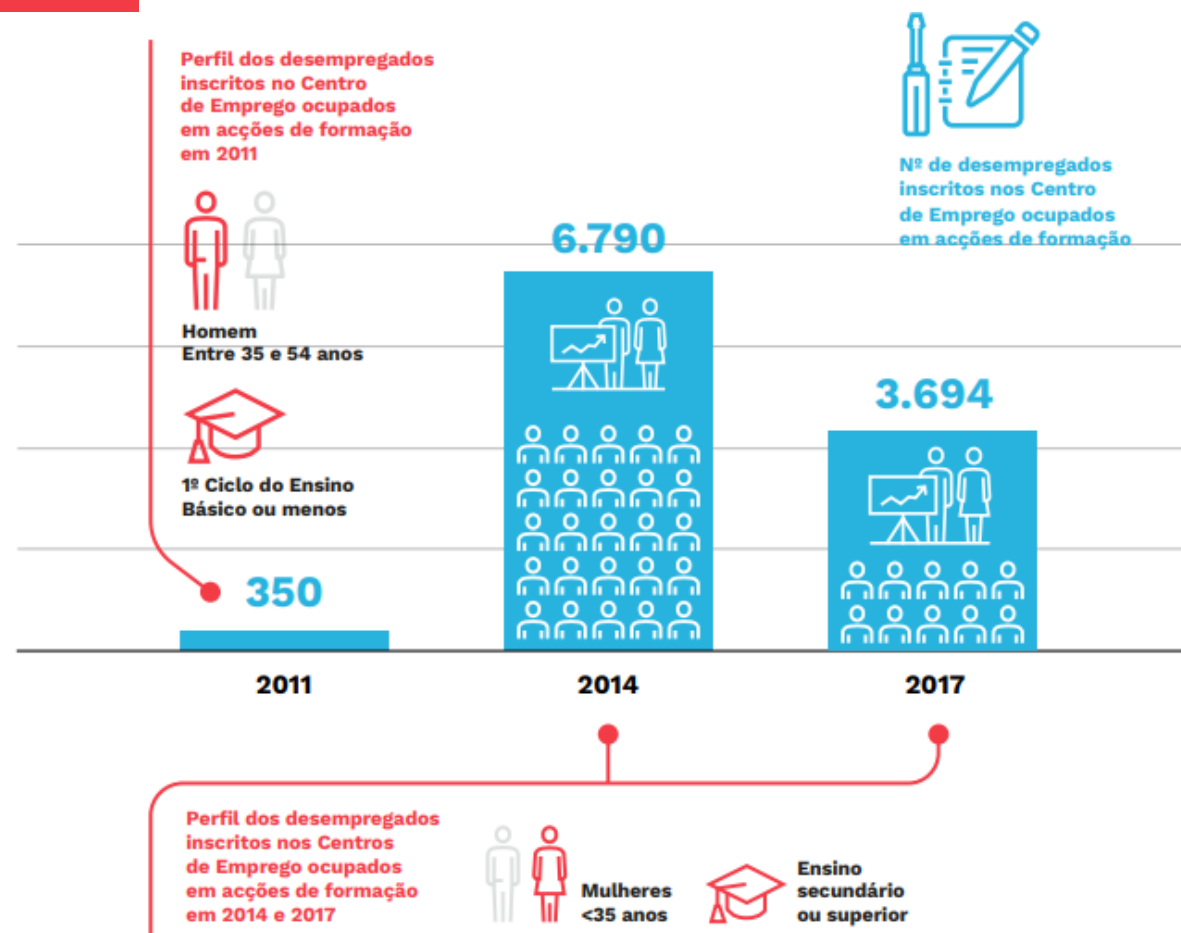 Perfil dos desempregados
inscritos no Centro
de Emprego ocupados
em acções de formação
em 2011
Homem
Entre 35 e 54 anos
1º Ciclo do Ensino
Básico ou menos
Nº de desempregados
inscritos nos Centro
de Emprego ocupados
em acções de formação
350
6.790
3.694
2011
2014
2017
Perfil dos desempregados
inscritos nos Centros
de Emprego ocupados
em acções de formação
em 2014 e 2017
Mulheres
<35 anos
Ensino
secundário
ou superior